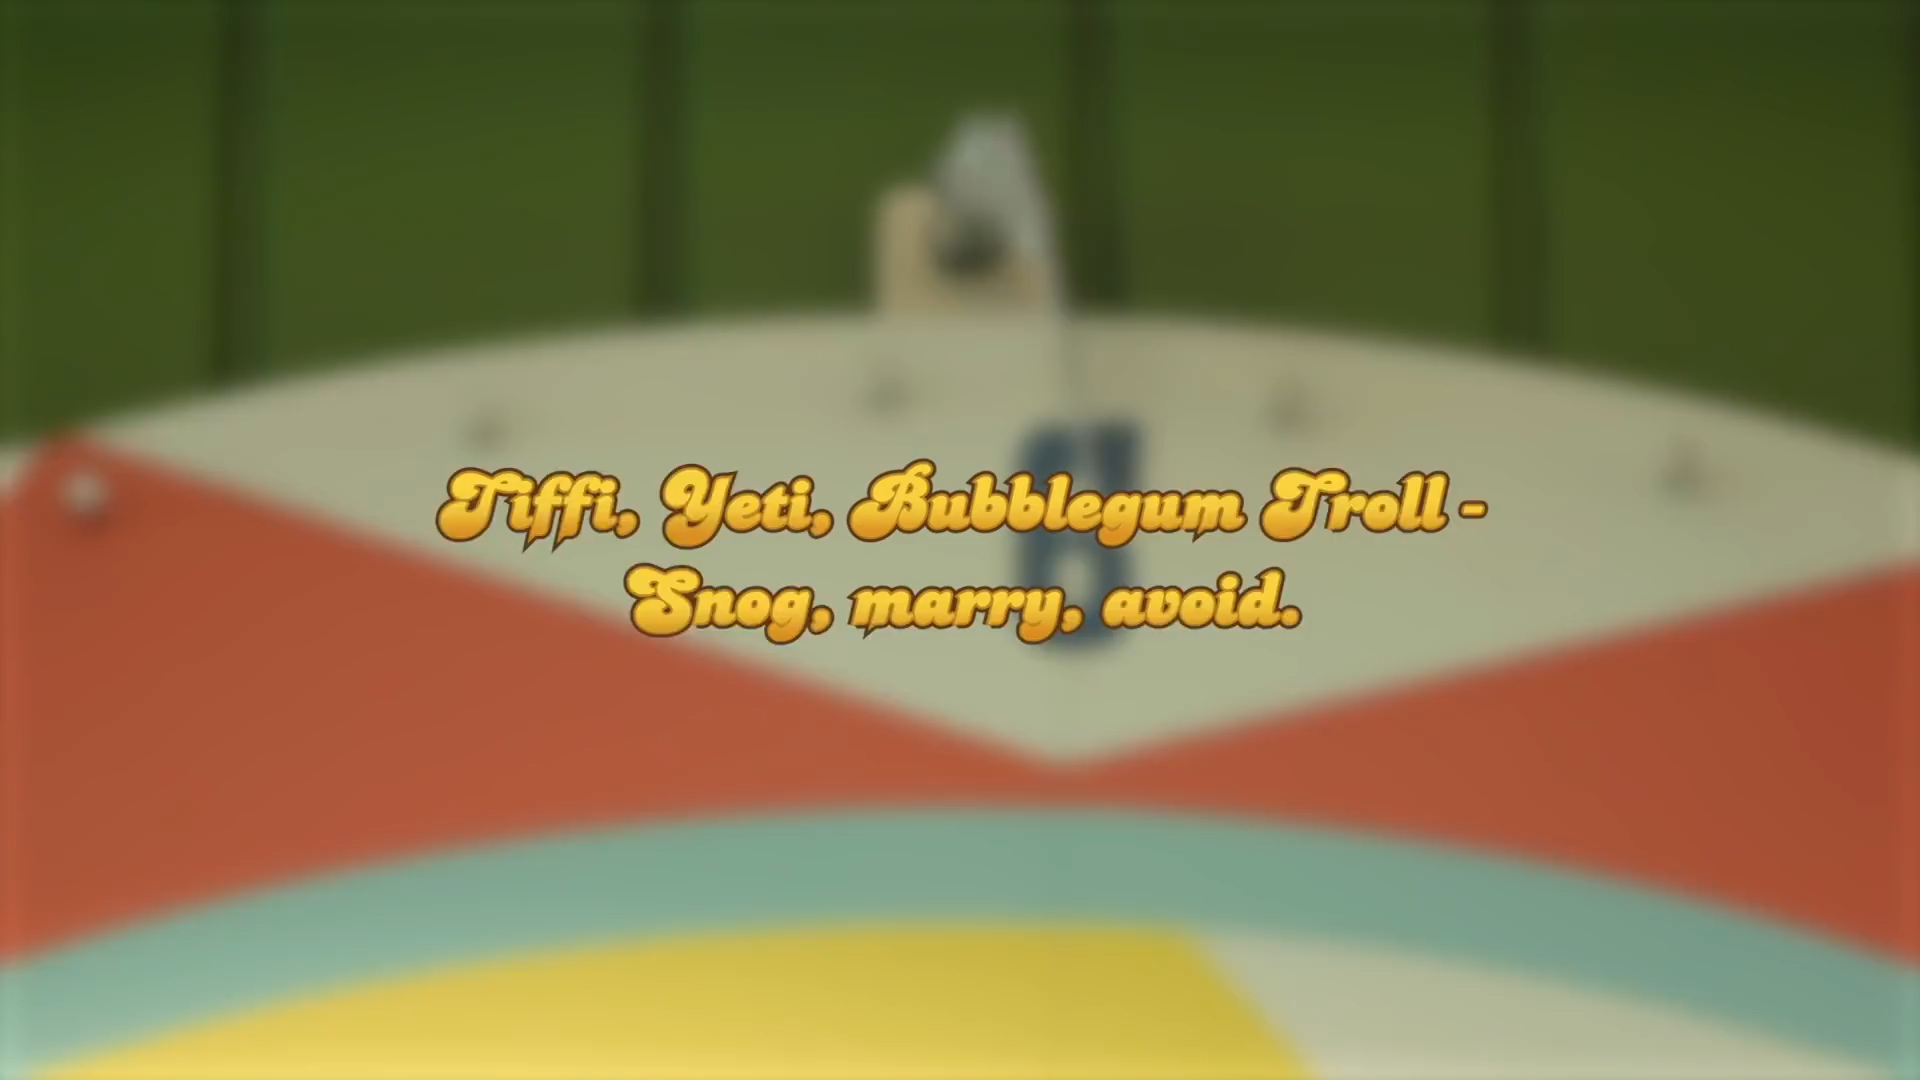 Tiffi, Yeti, Bubblegum Troll -
Snog, marry, avoid.